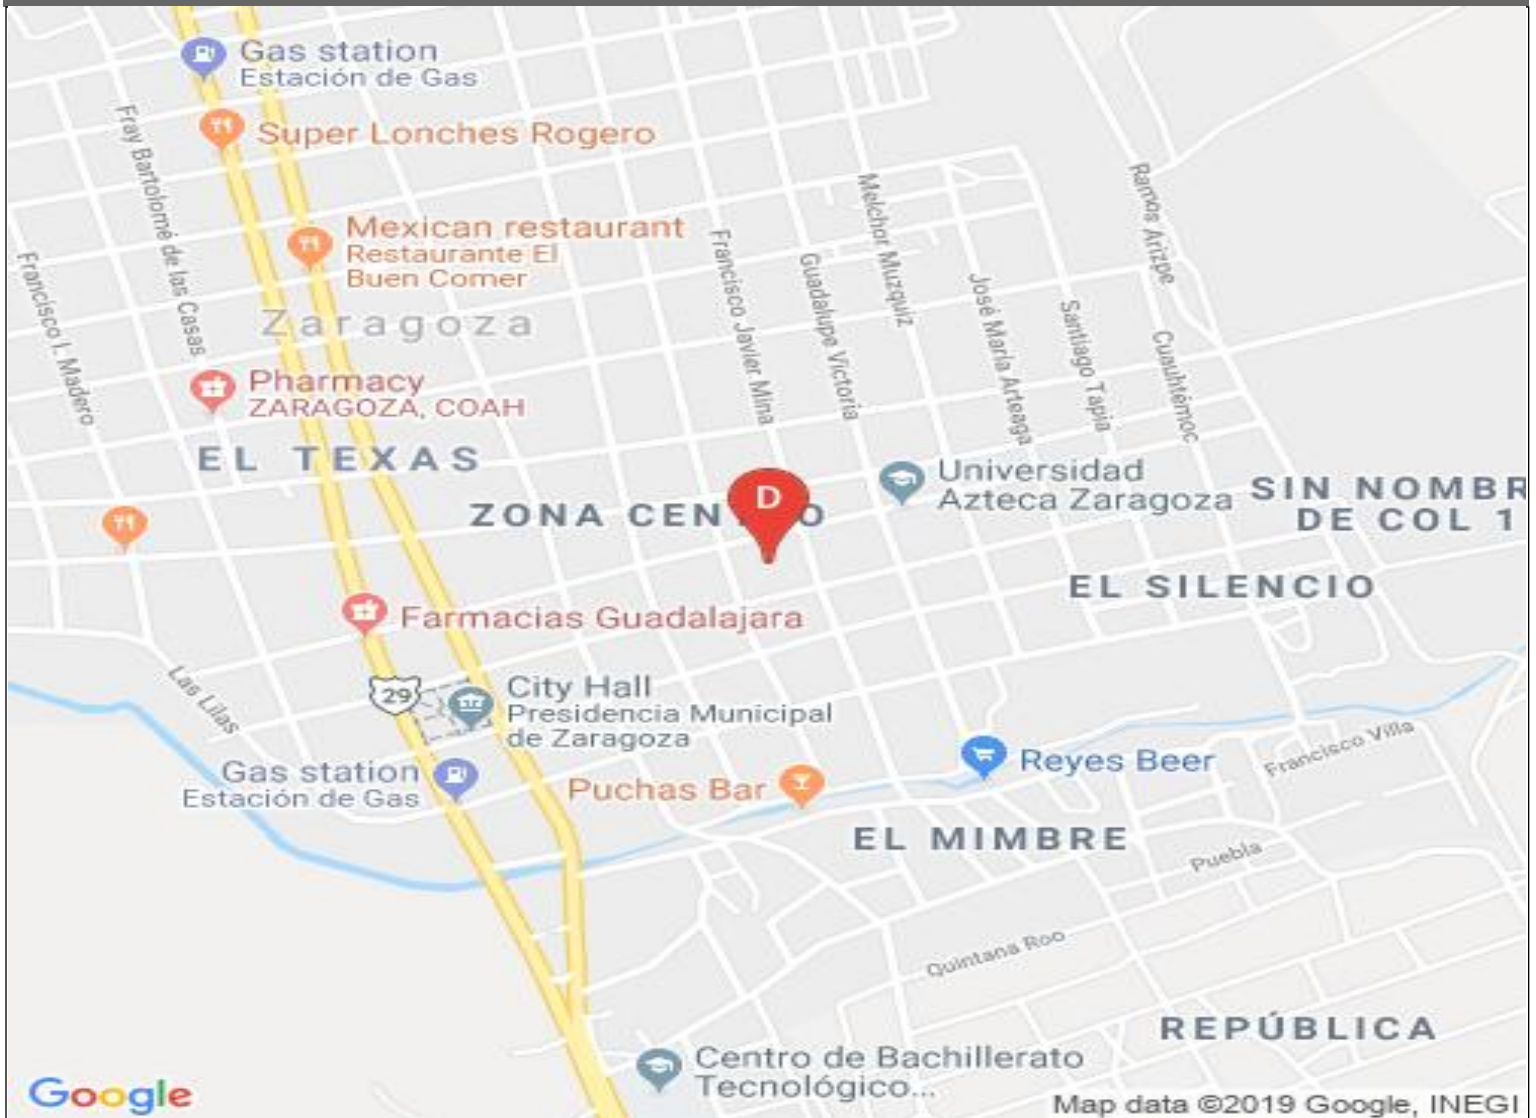 Gas station
Estación de Gas
Super Lonches Rogero
Fray Bartolomé de las Casas
Mexican restaurant
Restaurante El
Buen Comer
Melchor Muzquiz
Ramos Arizpe
Francisco I. Madero
Francisco Javier Mina
Guadalupe Victoria
José María Arteaga
Santiago Tapia
Cuauhtémoc
Zaragoza
Pharmacy
ZARAGOZA, COAH
EL TEXAS
Universidad
Azteca Zaragoza
SIN NOMBR
DE COL 1
ZONA CEN O
D
EL SILENCIO
Farmacias Guadalajara
Las Lilas
29
City Hall
Presidencia Municipal
de Zaragoza
Francisco Villa
Reyes Beer
Gas station
Estación de Gas
Puchas Bar
EL MIMBRE
Puebla
Quintana Roo
REPÚBLICA
Centro de Bachillerato
Tecnológico...
Google
Map data ©2019 Google, INEGI